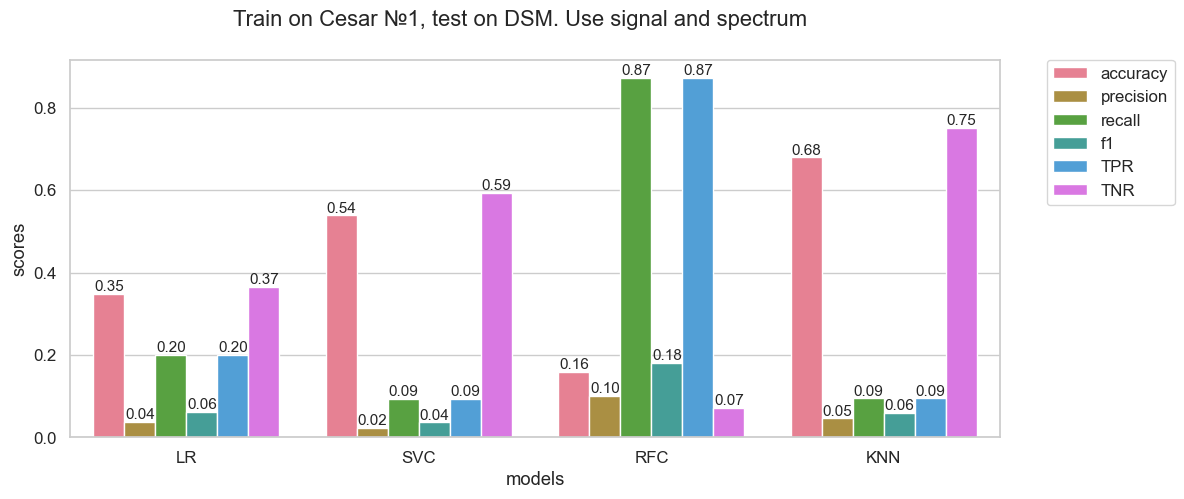 Train on Cesar №1, test on DSM. Use signal and spectrum
accuracy
precision
recall
f1
TPR
TNR
scores
0.8
0.6
0.4
0.2
0.0
0.35
0.04
0.20
0.06
0.20
0.37
0.54
0.02
0.09
0.04
0.09
0.59
0.16
0.10
0.87
0.18
0.87
0.07
0.68
0.05
0.09
0.06
0.09
0.75
LR SVC RFC KNN
models